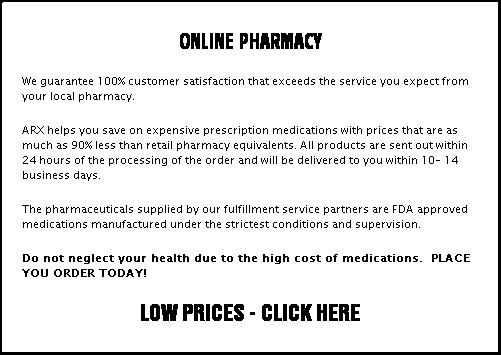 ONLINE PHARMACY
We guarantee 100% customer satisfaction that exceeds the service you expect from
your local pharmacy.
ARX helps you save on expensive prescription medications with prices that are as
much as 90% less than retail pharmacy equivalents. All products are sent out within
24 hours of the processing of the order and will be delivered to you within 10- 14
business days.
The pharmaceuticals supplied by our fulfillment service partners are FDA approved
medications manufactured under the strictest conditions and supervision.
Do not neglect your health due to the high cost of medications. PLACE
YOU ORDER TODAY!
LOW PRICES - CLICK HERE